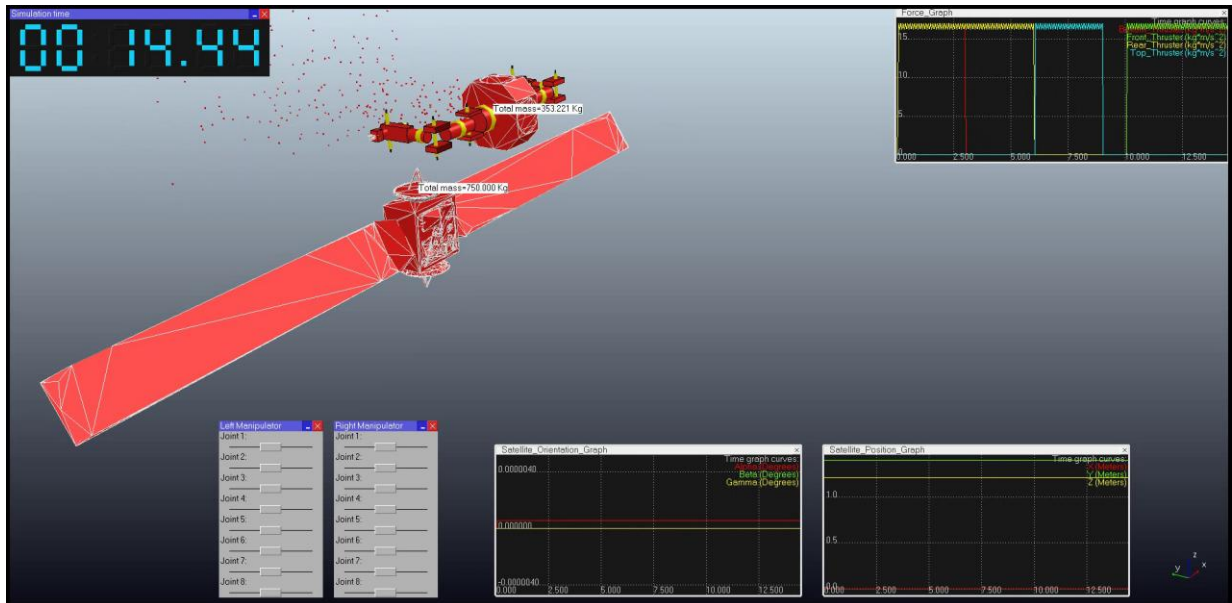 Simulation time
00 14.44
Total mass=353.221 Kg
Total mass=750.000 Kg
Force_Graph
Time graph curves:
Front_Thruster (kg*m/s^2)
Rear_Thruster (kg*m/s^2)
Top_Thruster (kg*m/s^2)
15.
10.
5
0
0.000 2.500 5.000 7.500 10.000 12.500
Left Manipulator
Joint 1:
Joint 2:
Joint 3:
Joint 4:
Joint 5:
Joint 6:
Joint 7:
Joint 8:
Right Manipulator
Joint 1:
Joint 2:
Joint 3:
Joint 4:
Joint 5:
Joint 6:
Joint 7:
Joint 8:
Satellite_Orientation_Graph
Time graph curves:
Alpha (Degrees)
Beta (Degrees)
Gamma (Degrees)
0.0000040
0.000000
-0.0000040
0.000 2.500 5.000 7.500 10.000 12.500
Satellite_Position_Graph
Time graph curves:
X (Meters)
Y (Meters)
Z (Meters)
1.0
0.5
0.0
0.000 2.500 5.000 7.500 10.000 12.500
z
y
x